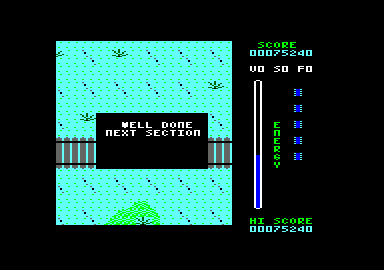 SCORE
00075240
VO SO FO
WELL DONE
NEXT SECTION
ENERGY
HI SCORE
00075240